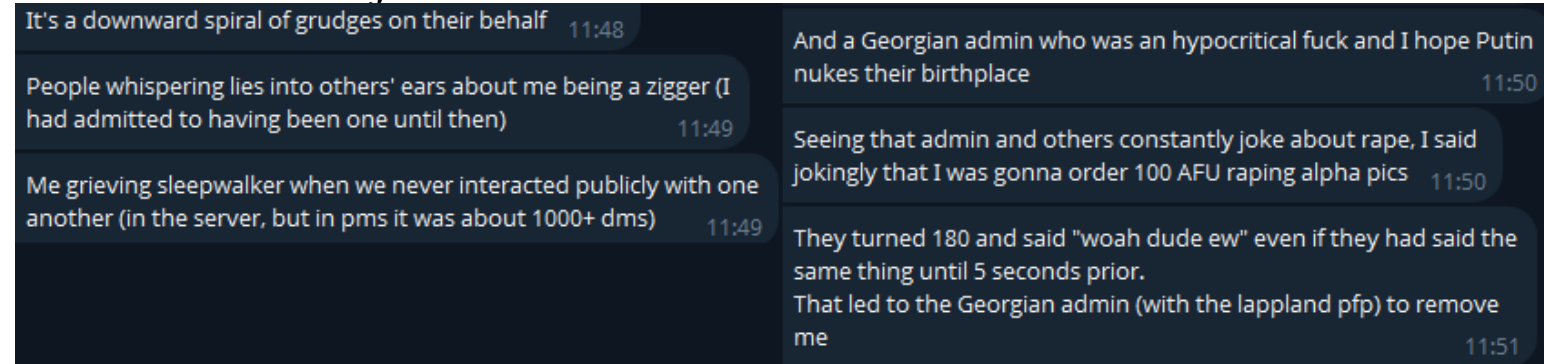 It's a downward spiral of grudges on their behalf 11:48
People whispering lies into others' ears about me being a zigger (I
had admitted to having been one until then) 11:49
Me grieving sleepwalker when we never interacted publicly with one
another (in the server, but in pms it was about 1000+ dms) 11:49
And a Georgian admin who was an hypocritical fuck and I hope Putin
nukes their birthplace 11:50
Seeing that admin and others constantly joke about rape, I said
jokingly that I was gonna order 100 AFU raping alpha pics 11:50
They turned 180 and said "woah dude ew" even if they had said the
same thing until 5 seconds prior.
That led to the Georgian admin (with the lappland pfp) to remove
me 11:51